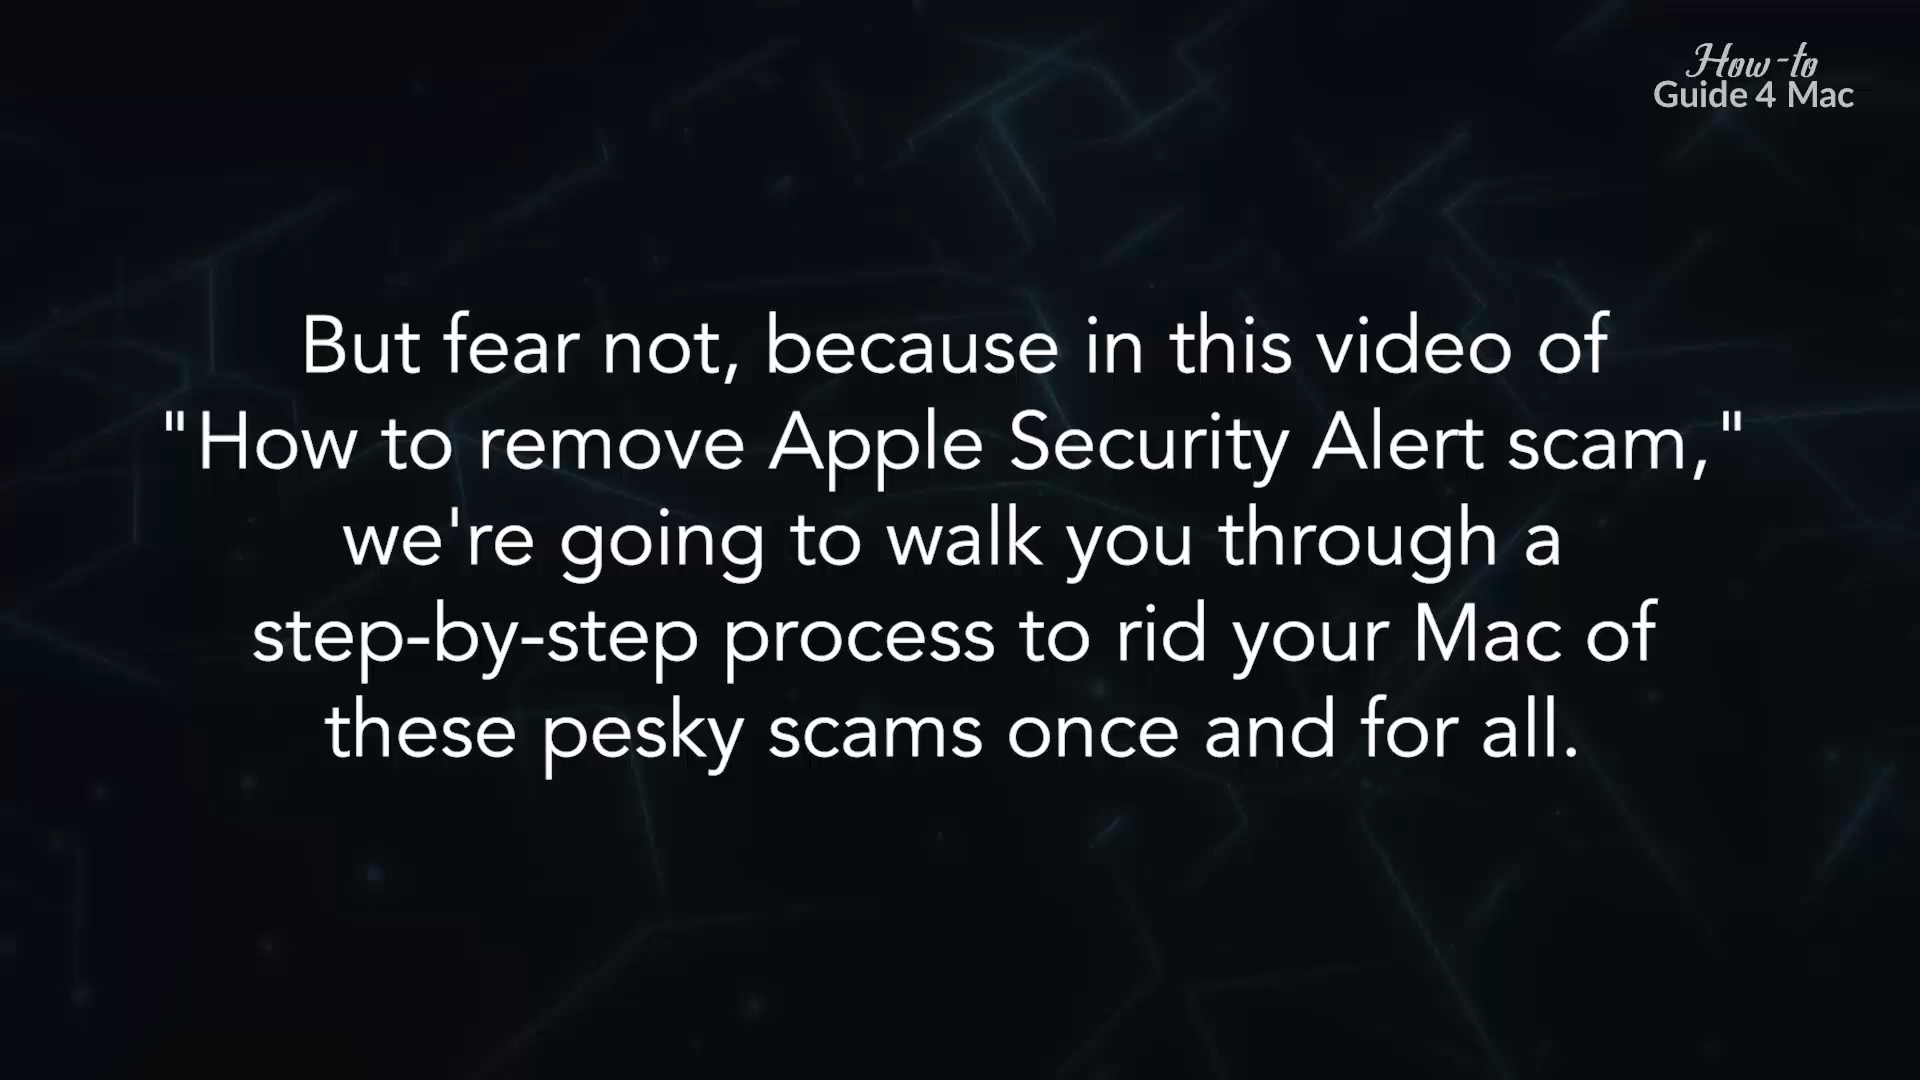 How-to
Guide 4 Mac
But fear not, because in this video of
"How to remove Apple Security Alert scam,"
we're going to walk you through a
step-by-step process to rid your Mac of
these pesky scams once and for all.